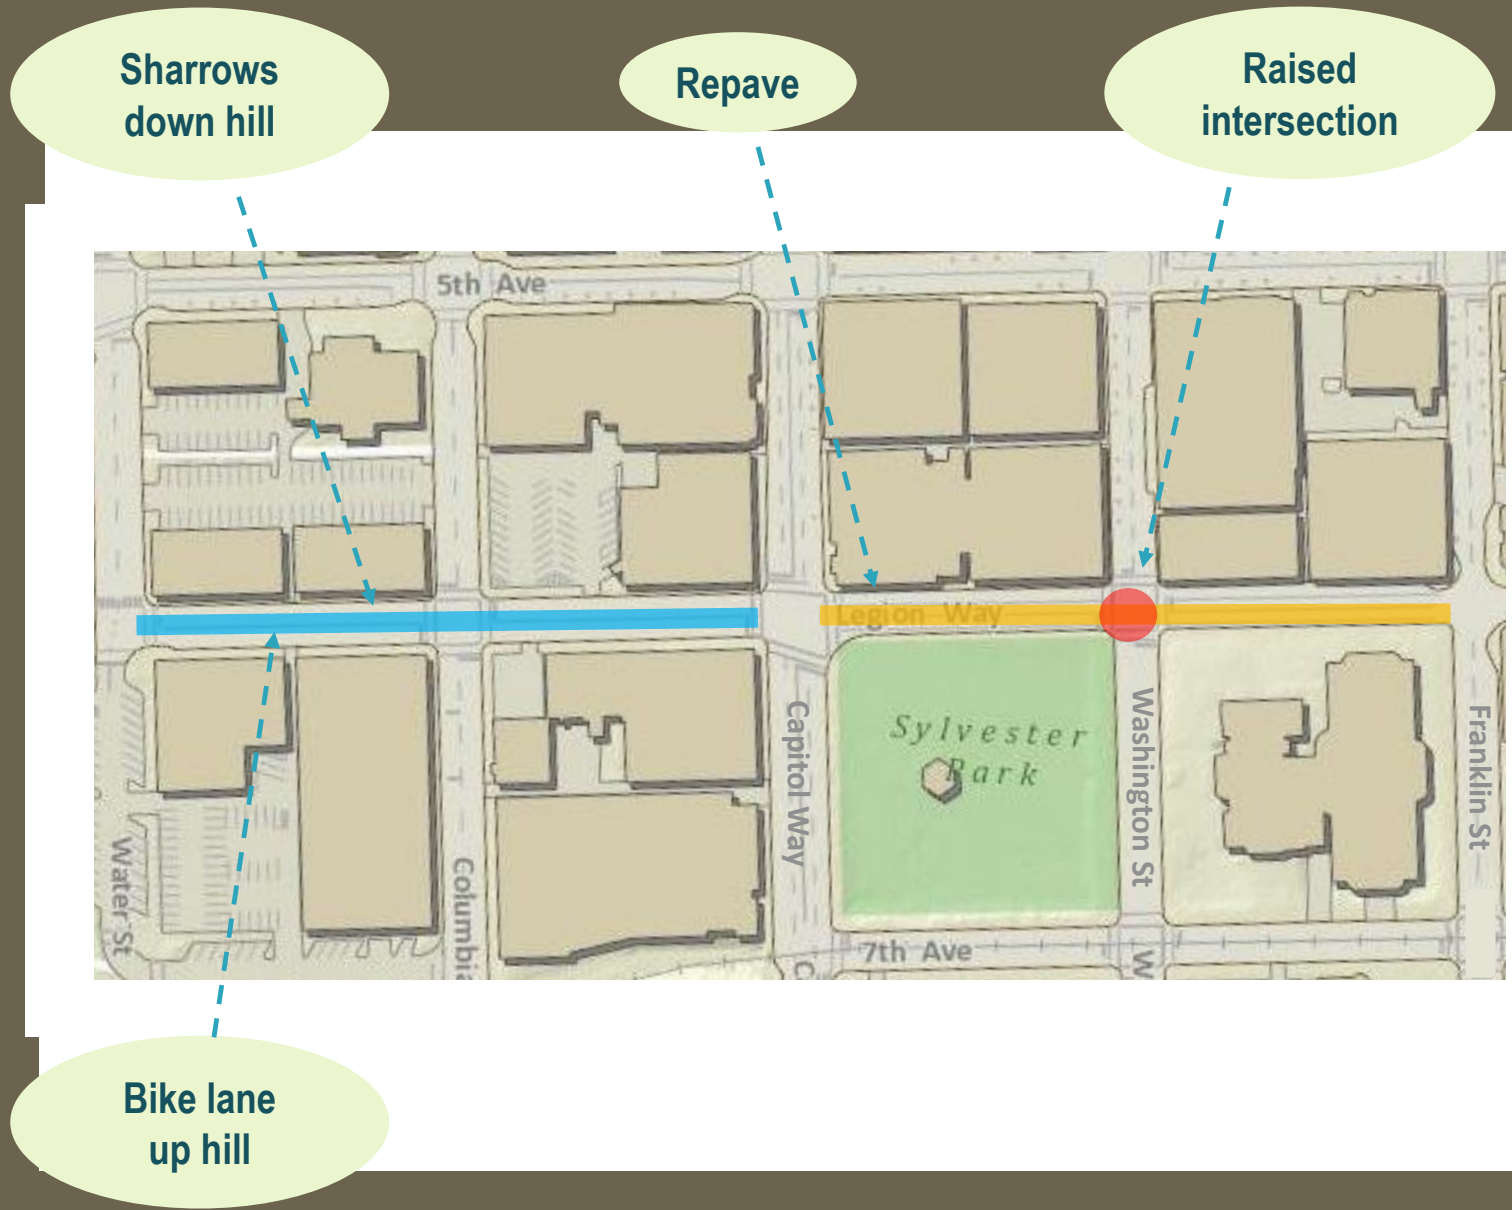 Sharrows
down hill
Repave
Raised
intersection
5th Ave
Legion Way
Sylvester
Park
Capitol Way
Washington St
Franklin St
Water St
Columbia
7th Ave
C
W
Bike lane
up hill